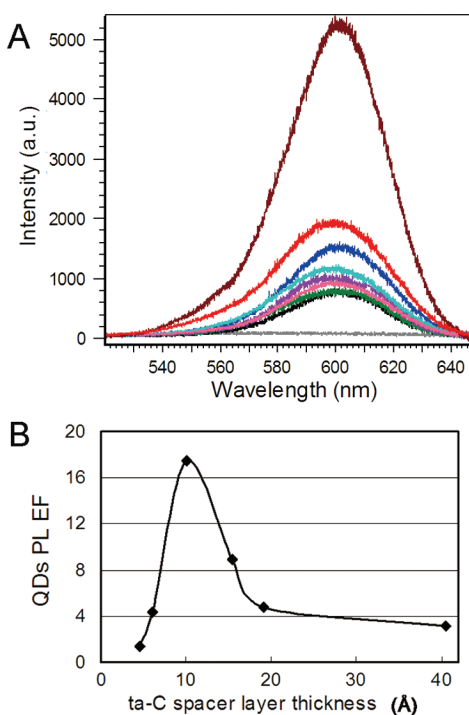 A
Intensity (a.u.)
5000
4000
3000
2000
1000
0
540 560 580 600 620 640
Wavelength (nm)
B
QDs PL EF
20
16
12
8
4
0
0 10 20 30 40
ta-C spacer layer thickness (Å)